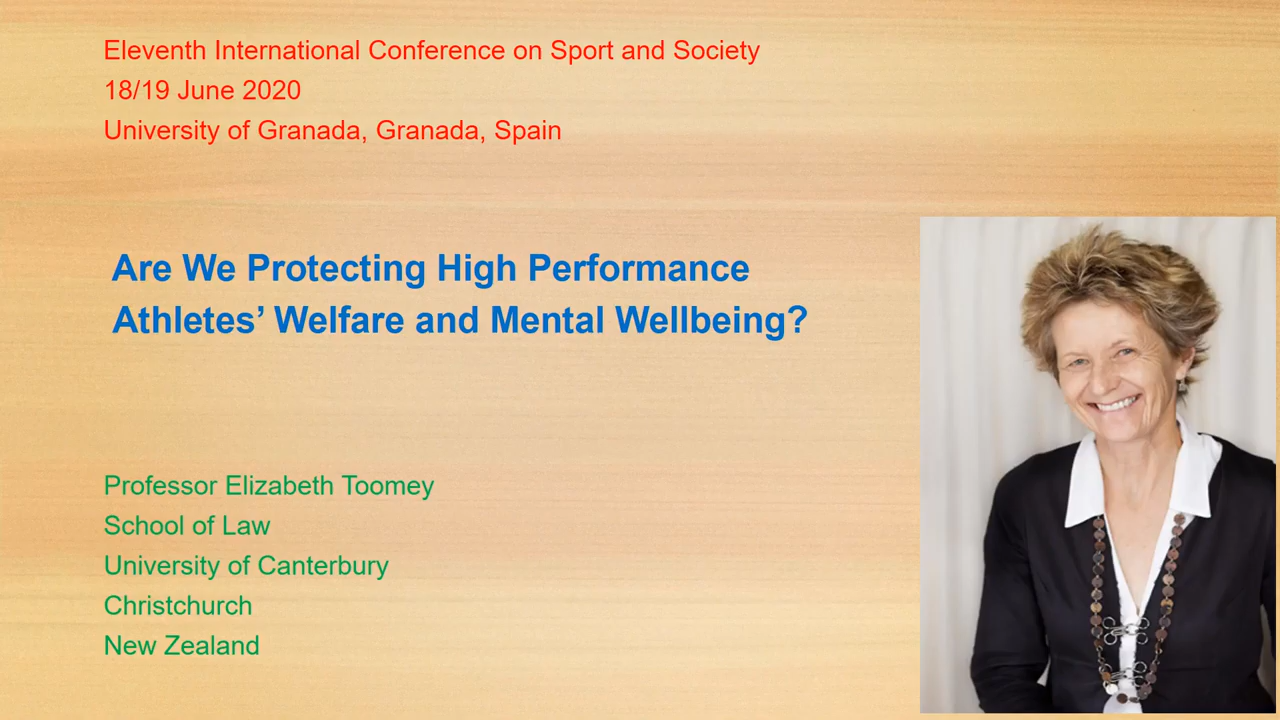 Eleventh International Conference on Sport and Society
18/19 June 2020
University of Granada, Granada, Spain
Are We Protecting High Performance
Athletes’ Welfare and Mental Wellbeing?
Professor Elizabeth Toomey
School of Law
University of Canterbury
Christchurch
New Zealand